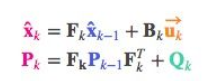 x̂ₖ = Fₖx̂ₖ₋₁ + Bₖu⃗ₖ
Pₖ = FₖPₖ₋₁Fₖᵀ + Qₖ